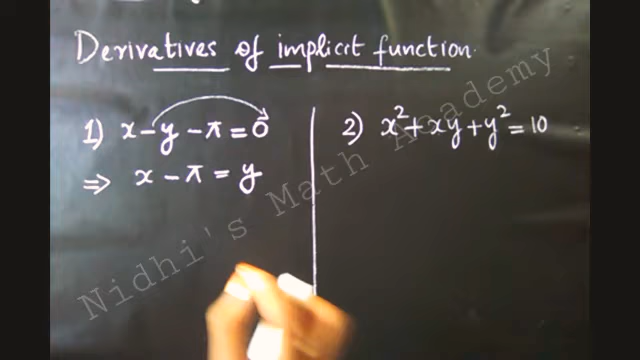 Derivatives of implicit function.
1) x - y - π = 0
⇒ x - π = y
2) x² + xy + y² = 10
Nidhi's Math Academy